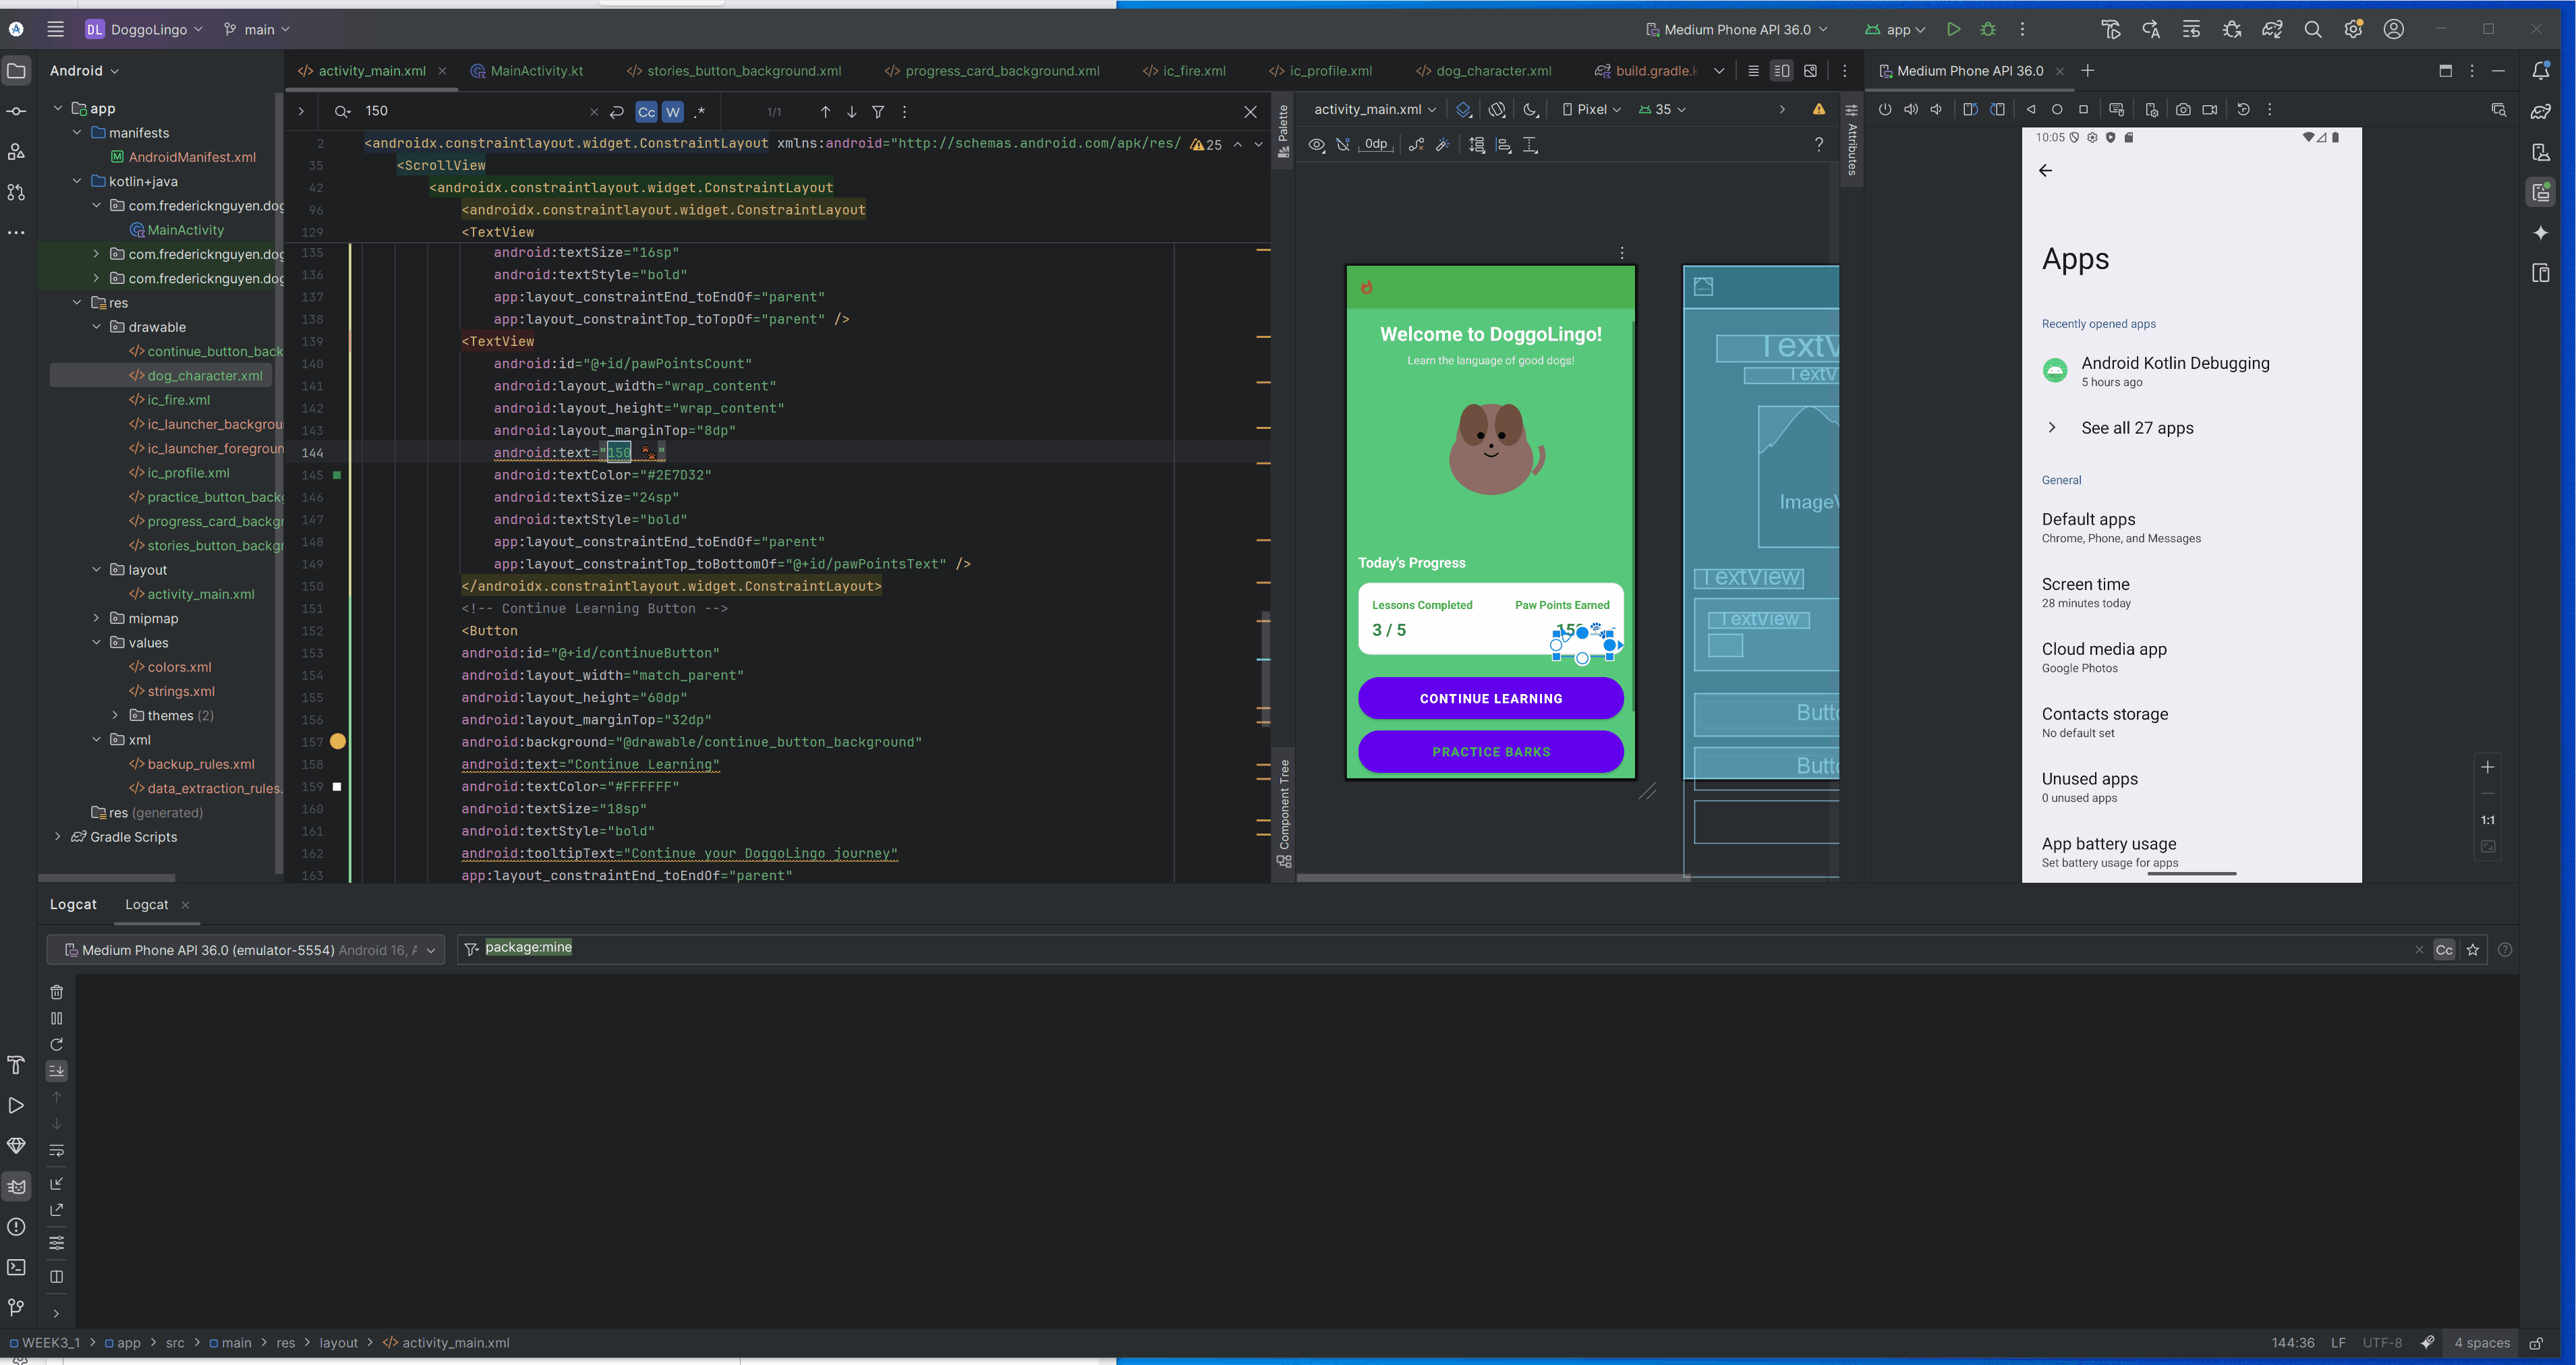 DL DoggoLingo main Medium Phone API 36.0 app
Android
activity_main.xml MainActivity.kt stories_button_background.xml progress_card_background.xml ic_fire.xml ic_profile.xml dog_character.xml build.gradle.k
Medium Phone API 36.0
app
manifests
AndroidManifest.xml
kotlin+java
com.fredericknguyen.dog
MainActivity
com.fredericknguyen.dog
com.fredericknguyen.dog
res
drawable
continue_button_back
dog_character.xml
ic_fire.xml
ic_launcher_backgrou
ic_launcher_foregroun
ic_profile.xml
practice_button_backg
progress_card_backgr
stories_button_backgr
layout
activity_main.xml
mipmap
values
colors.xml
strings.xml
themes (2)
xml
backup_rules.xml
data_extraction_rules.
res (generated)
Gradle Scripts
150 Cc W .* 1/1
2 <androidx.constraintlayout.widget.ConstraintLayout xmlns:android="http://schemas.android.com/apk/res/ 25
35 <ScrollView
42 <androidx.constraintlayout.widget.ConstraintLayout
96 <androidx.constraintlayout.widget.ConstraintLayout
129 <TextView
135 android:textSize="16sp"
136 android:textStyle="bold"
137 app:layout_constraintEnd_toEndOf="parent"
138 app:layout_constraintTop_toTopOf="parent" />
139 <TextView
140 android:id="@+id/pawPointsCount"
141 android:layout_width="wrap_content"
142 android:layout_height="wrap_content"
143 android:layout_marginTop="8dp"
144 android:text="150 🐾"
145 android:textColor="#2E7D32"
146 android:textSize="24sp"
147 android:textStyle="bold"
148 app:layout_constraintEnd_toEndOf="parent"
149 app:layout_constraintTop_toBottomOf="@+id/pawPointsText" />
150 </androidx.constraintlayout.widget.ConstraintLayout>
151 <!-- Continue Learning Button -->
152 <Button
153 android:id="@+id/continueButton"
154 android:layout_width="match_parent"
155 android:layout_height="60dp"
156 android:layout_marginTop="32dp"
157 android:background="@drawable/continue_button_background"
158 android:text="Continue Learning"
159 android:textColor="#FFFFFF"
160 android:textSize="18sp"
161 android:textStyle="bold"
162 android:tooltipText="Continue your DoggoLingo journey"
163 app:layout_constraintEnd_toEndOf="parent"
Palette
Component Tree
Attributes
activity_main.xml Pixel 35
0dp ?
Welcome to DoggoLingo!
Learn the language of good dogs!
Today's Progress
Lessons Completed Paw Points Earned
3 / 5
CONTINUE LEARNING
PRACTICE BARKS
TextV
TextV
ImageV
TextView
TextView
Butto
Butto
10:05
Apps
Recently opened apps
Android Kotlin Debugging
5 hours ago
See all 27 apps
General
Default apps
Chrome, Phone, and Messages
Screen time
28 minutes today
Cloud media app
Google Photos
Contacts storage
No default set
Unused apps
0 unused apps
App battery usage
Set battery usage for apps
1:1
Logcat Logcat
Medium Phone API 36.0 (emulator-5554) Android 16, package:mine Cc
WEEK3_1 > app > src > main > res > layout > activity_main.xml 144:36 LF UTF-8 4 spaces